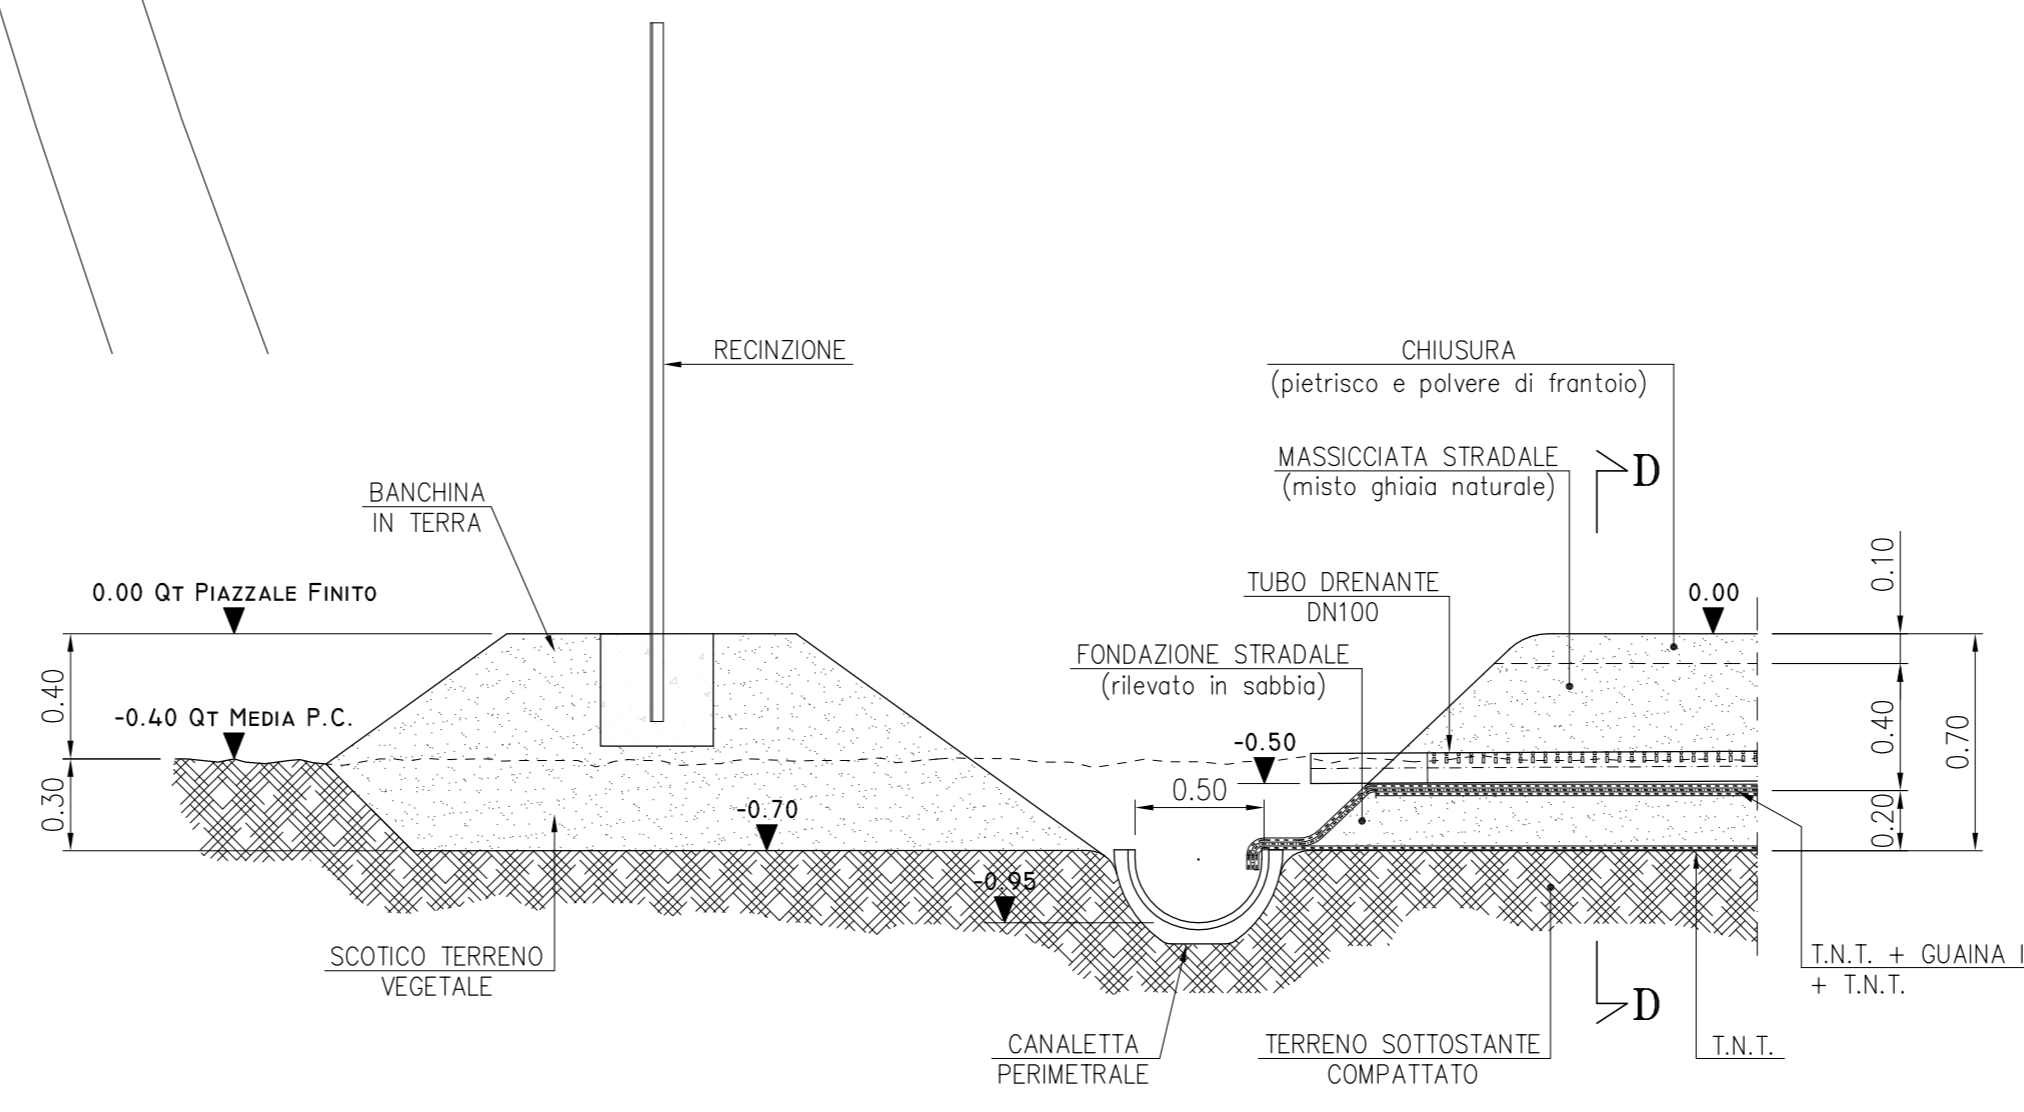 RECINZIONE
CHIUSURA
(pietrisco e polvere di frantoio)
MASSICCIATA STRADALE
(misto ghiaia naturale)
D
BANCHINA
IN TERRA
0.10
TUBO DRENANTE
DN100
0.00 QT PIAZZALE FINITO
0.00
FONDAZIONE STRADALE
(rilevato in sabbia)
0.40
-0.40 QT MEDIA P.C.
-0.50
0.40
0.70
0.50
0.30
-0.70
0.20
-0.95
SCOTICO TERRENO
VEGETALE
T.N.T. + GUAINA
+ T.N.T.
D
CANALETTA
PERIMETRALE
TERRENO SOTTOSTANTE
COMPATTATO
T.N.T.